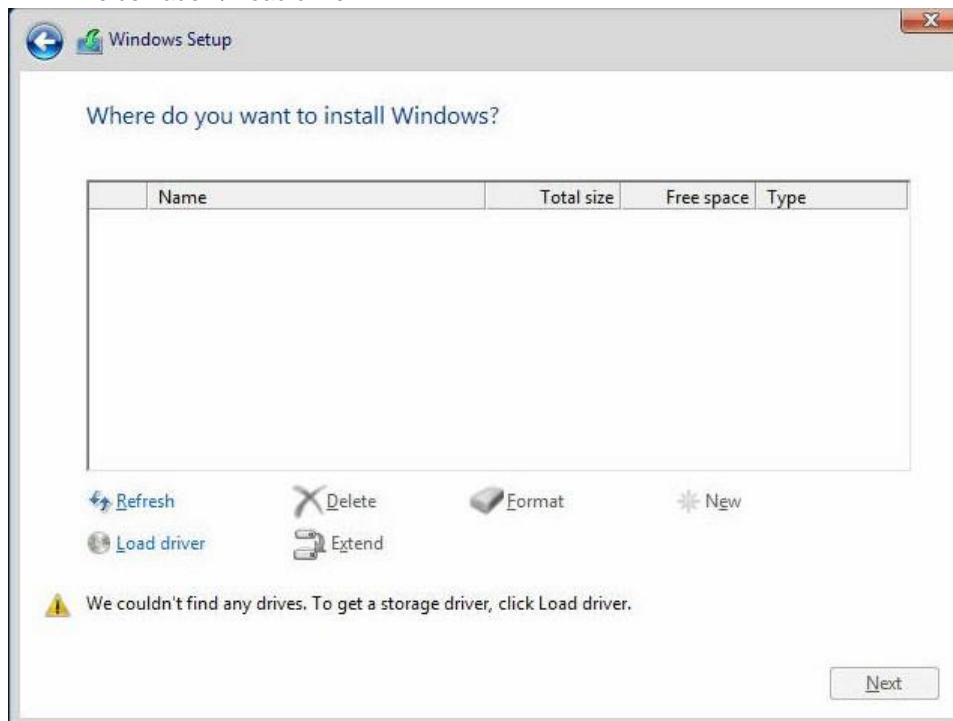 Windows Setup
Where do you want to install Windows?
Name Total size Free space Type
Refresh Delete Format New
Load driver Extend
We couldn't find any drives. To get a storage driver, click Load driver.
Next